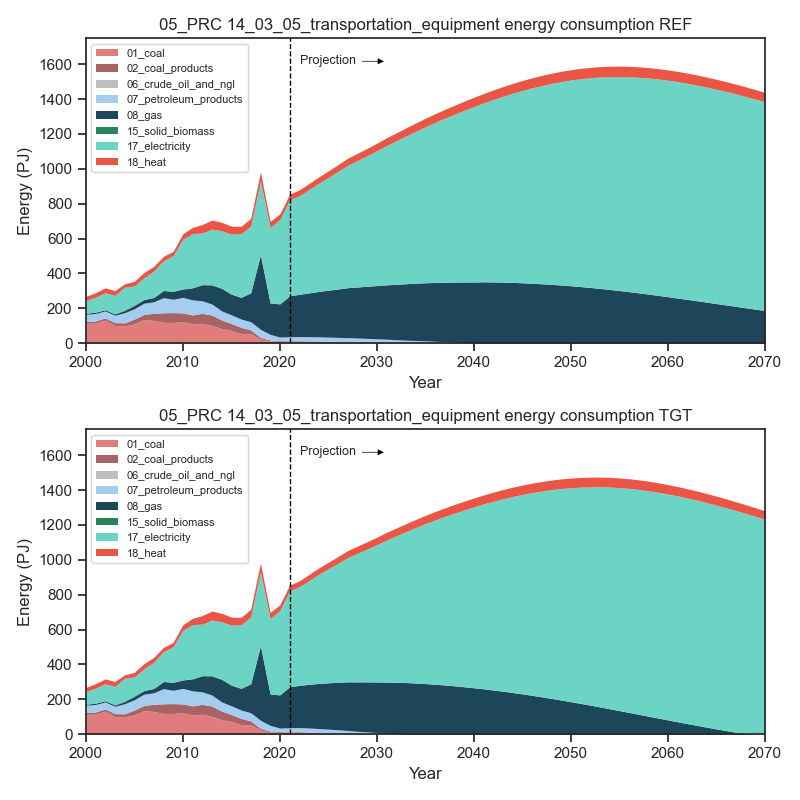 05_PRC 14_03_05_transportation_equipment energy consumption REF
Energy (PJ)
1600
1400
1200
1000
800
600
400
200
0
01_coal
02_coal_products
06_crude_oil_and_ngl
07_petroleum_products
08_gas
15_solid_biomass
17_electricity
18_heat
Projection
2000 2010 2020 2030 2040 2050 2060 2070
Year
05_PRC 14_03_05_transportation_equipment energy consumption TGT
Energy (PJ)
1600
1400
1200
1000
800
600
400
200
0
01_coal
02_coal_products
06_crude_oil_and_ngl
07_petroleum_products
08_gas
15_solid_biomass
17_electricity
18_heat
Projection
2000 2010 2020 2030 2040 2050 2060 2070
Year